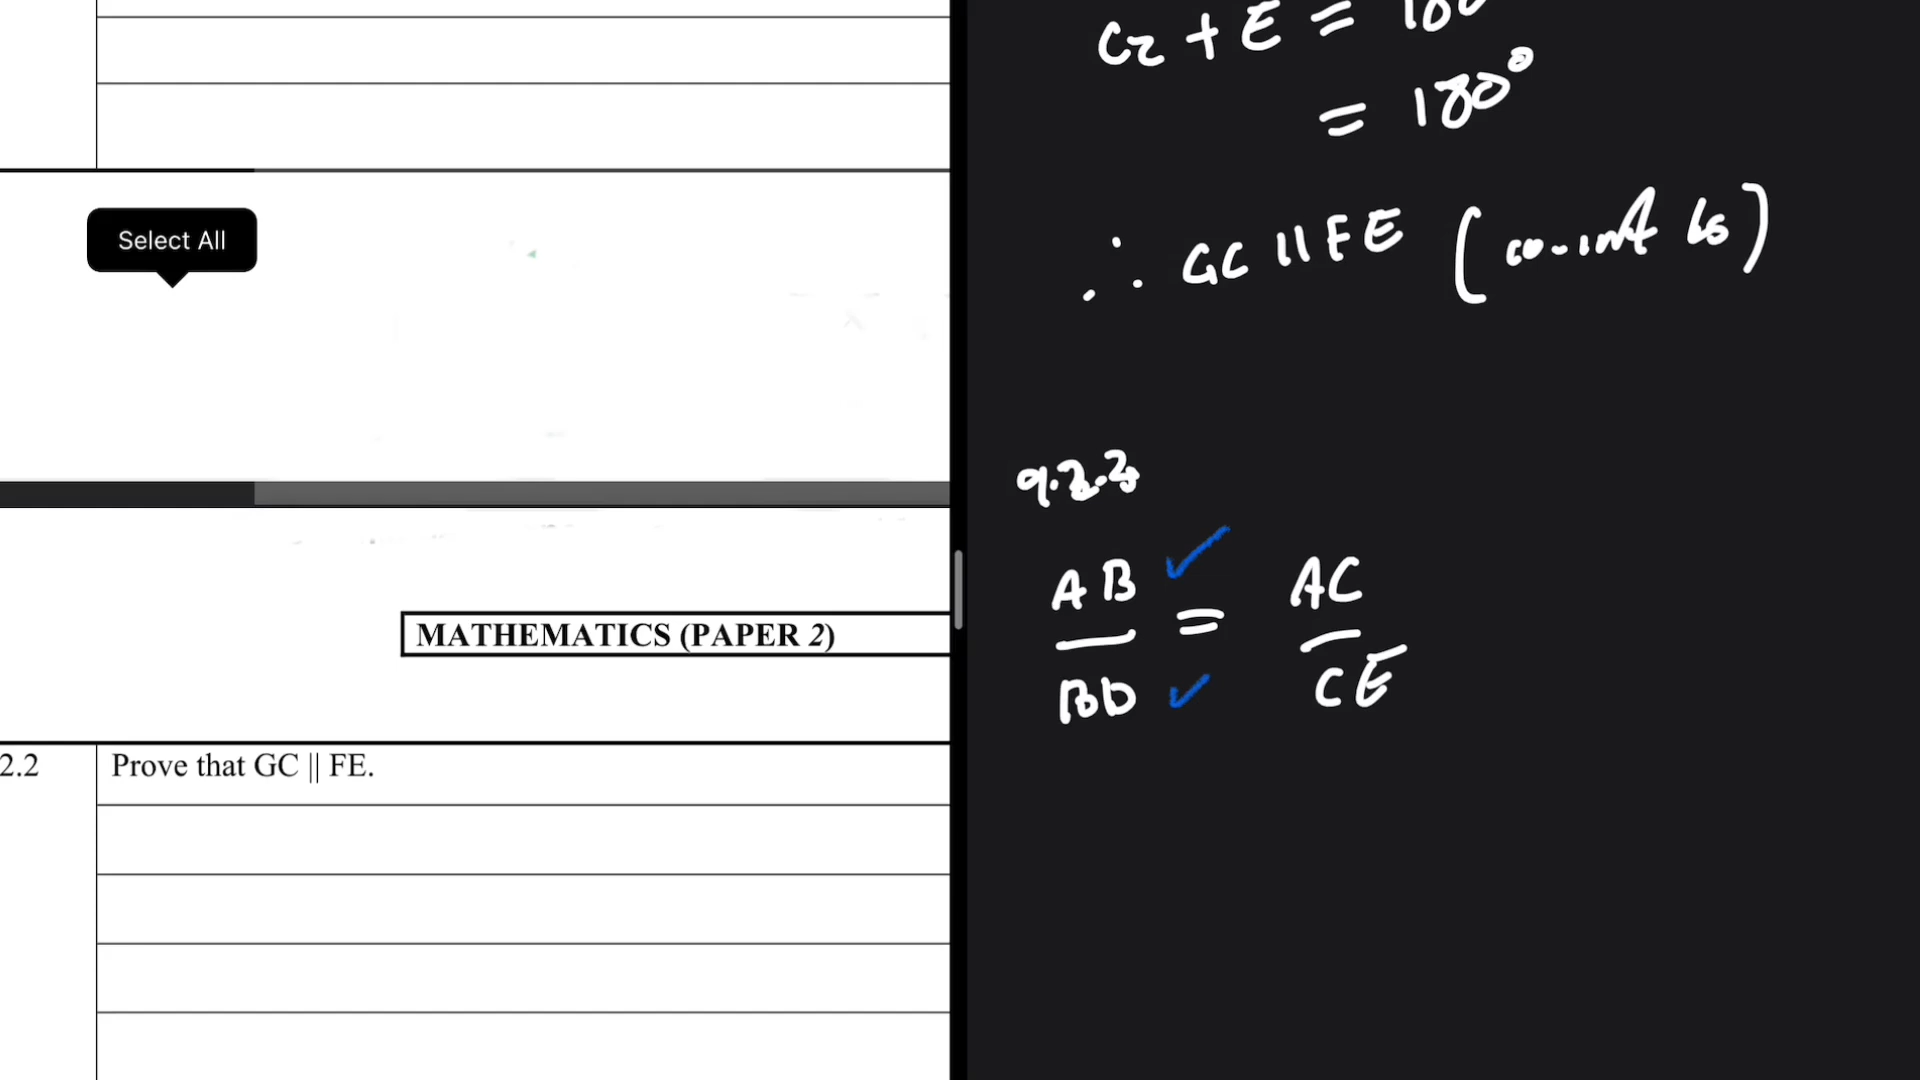 Select All
MATHEMATICS (PAPER 2)
2.2 Prove that GC || FE.
C2 + E = 180
= 180°
∴ GC || FE (co-int ∠s)
9.2.3
AB = AC
BD CE